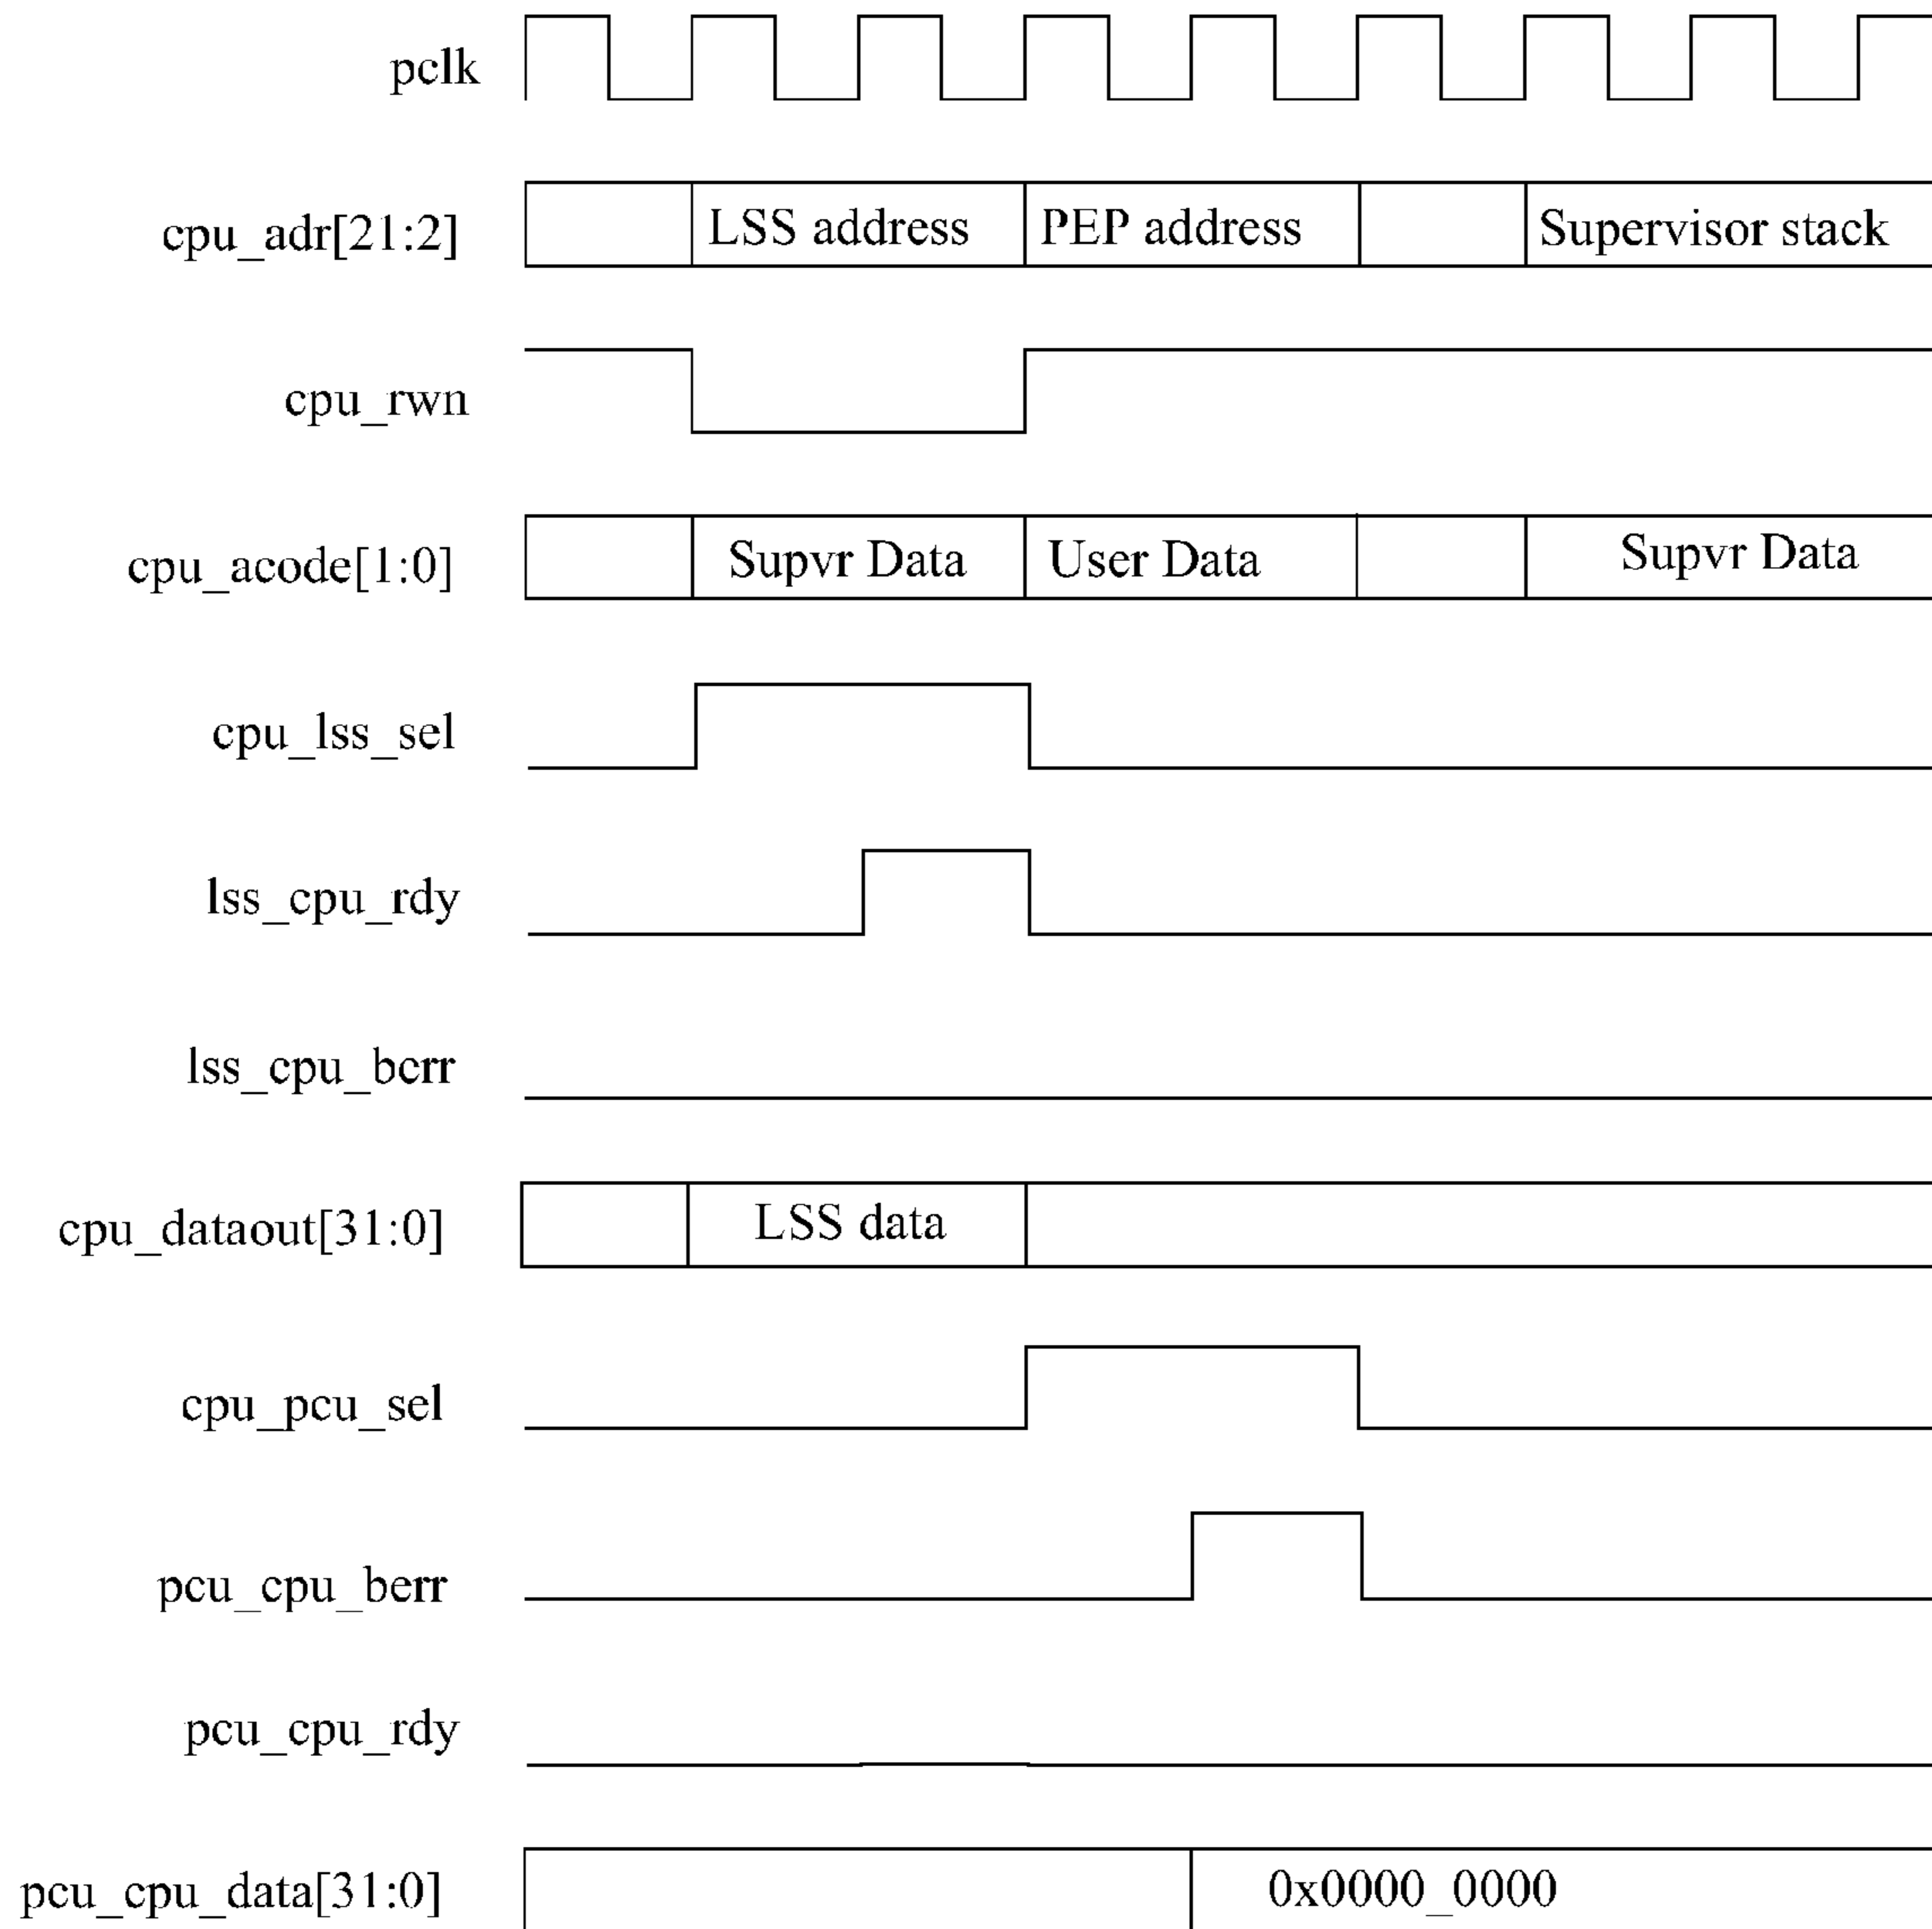 pclk
cpu_adr[21:2]
LSS address
PEP address
Supervisor stack
cpu_rwn
cpu_acode[1:0]
Supvr Data
User Data
Supvr Data
cpu_lss_sel
lss_cpu_rdy
lss_cpu_berr
cpu_dataout[31:0]
LSS data
cpu_pcu_sel
pcu_cpu_berr
pcu_cpu_rdy
pcu_cpu_data[31:0]
0x0000_0000